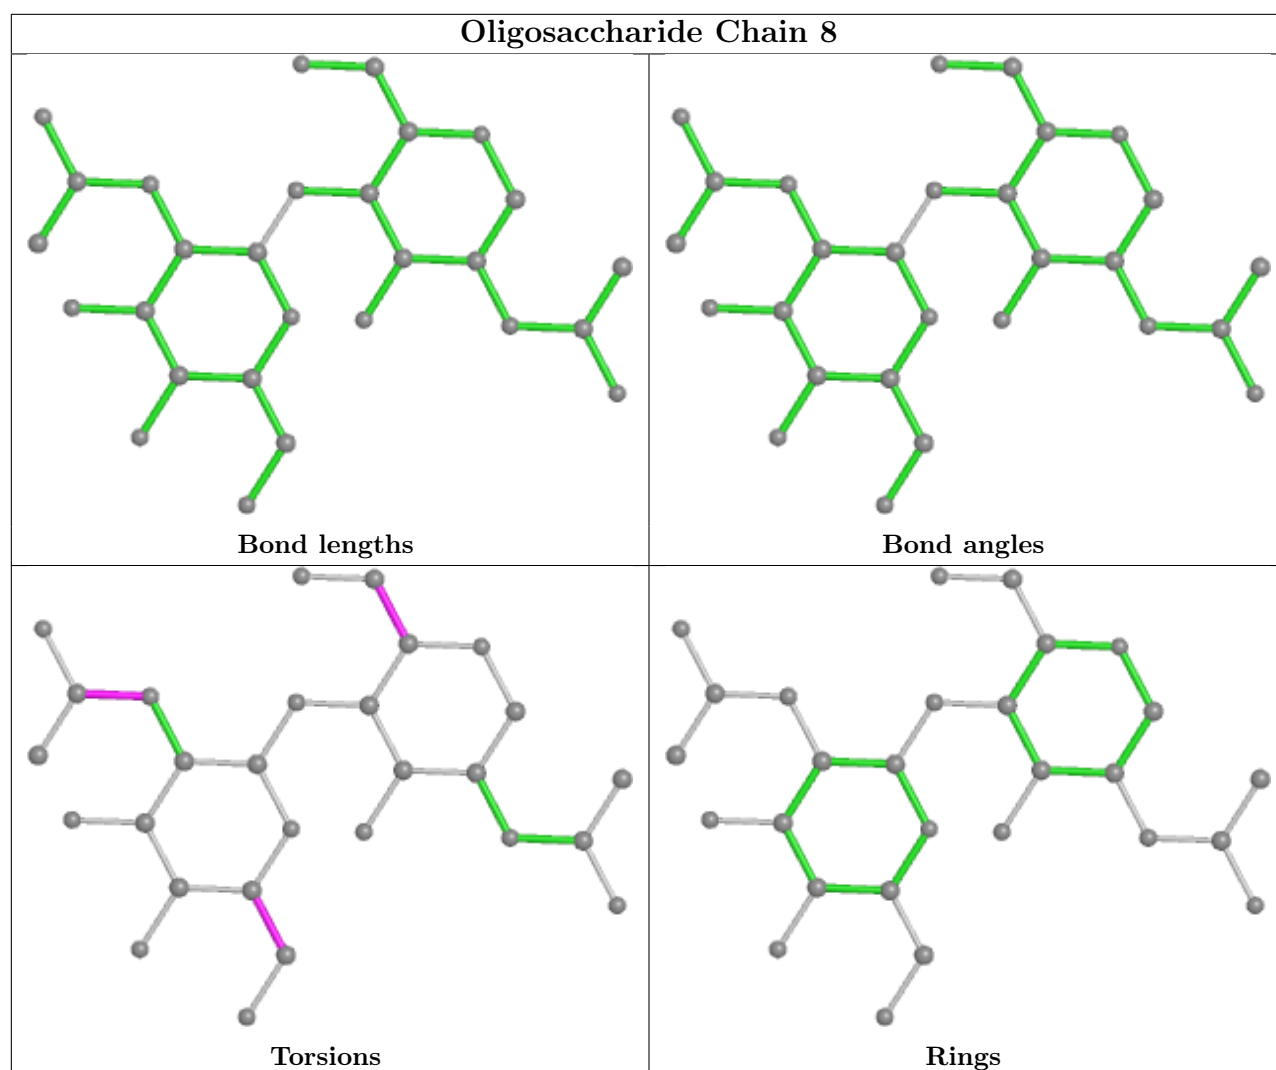 Oligosaccharide Chain 8
Bond lengths
Bond angles
Torsions
Rings